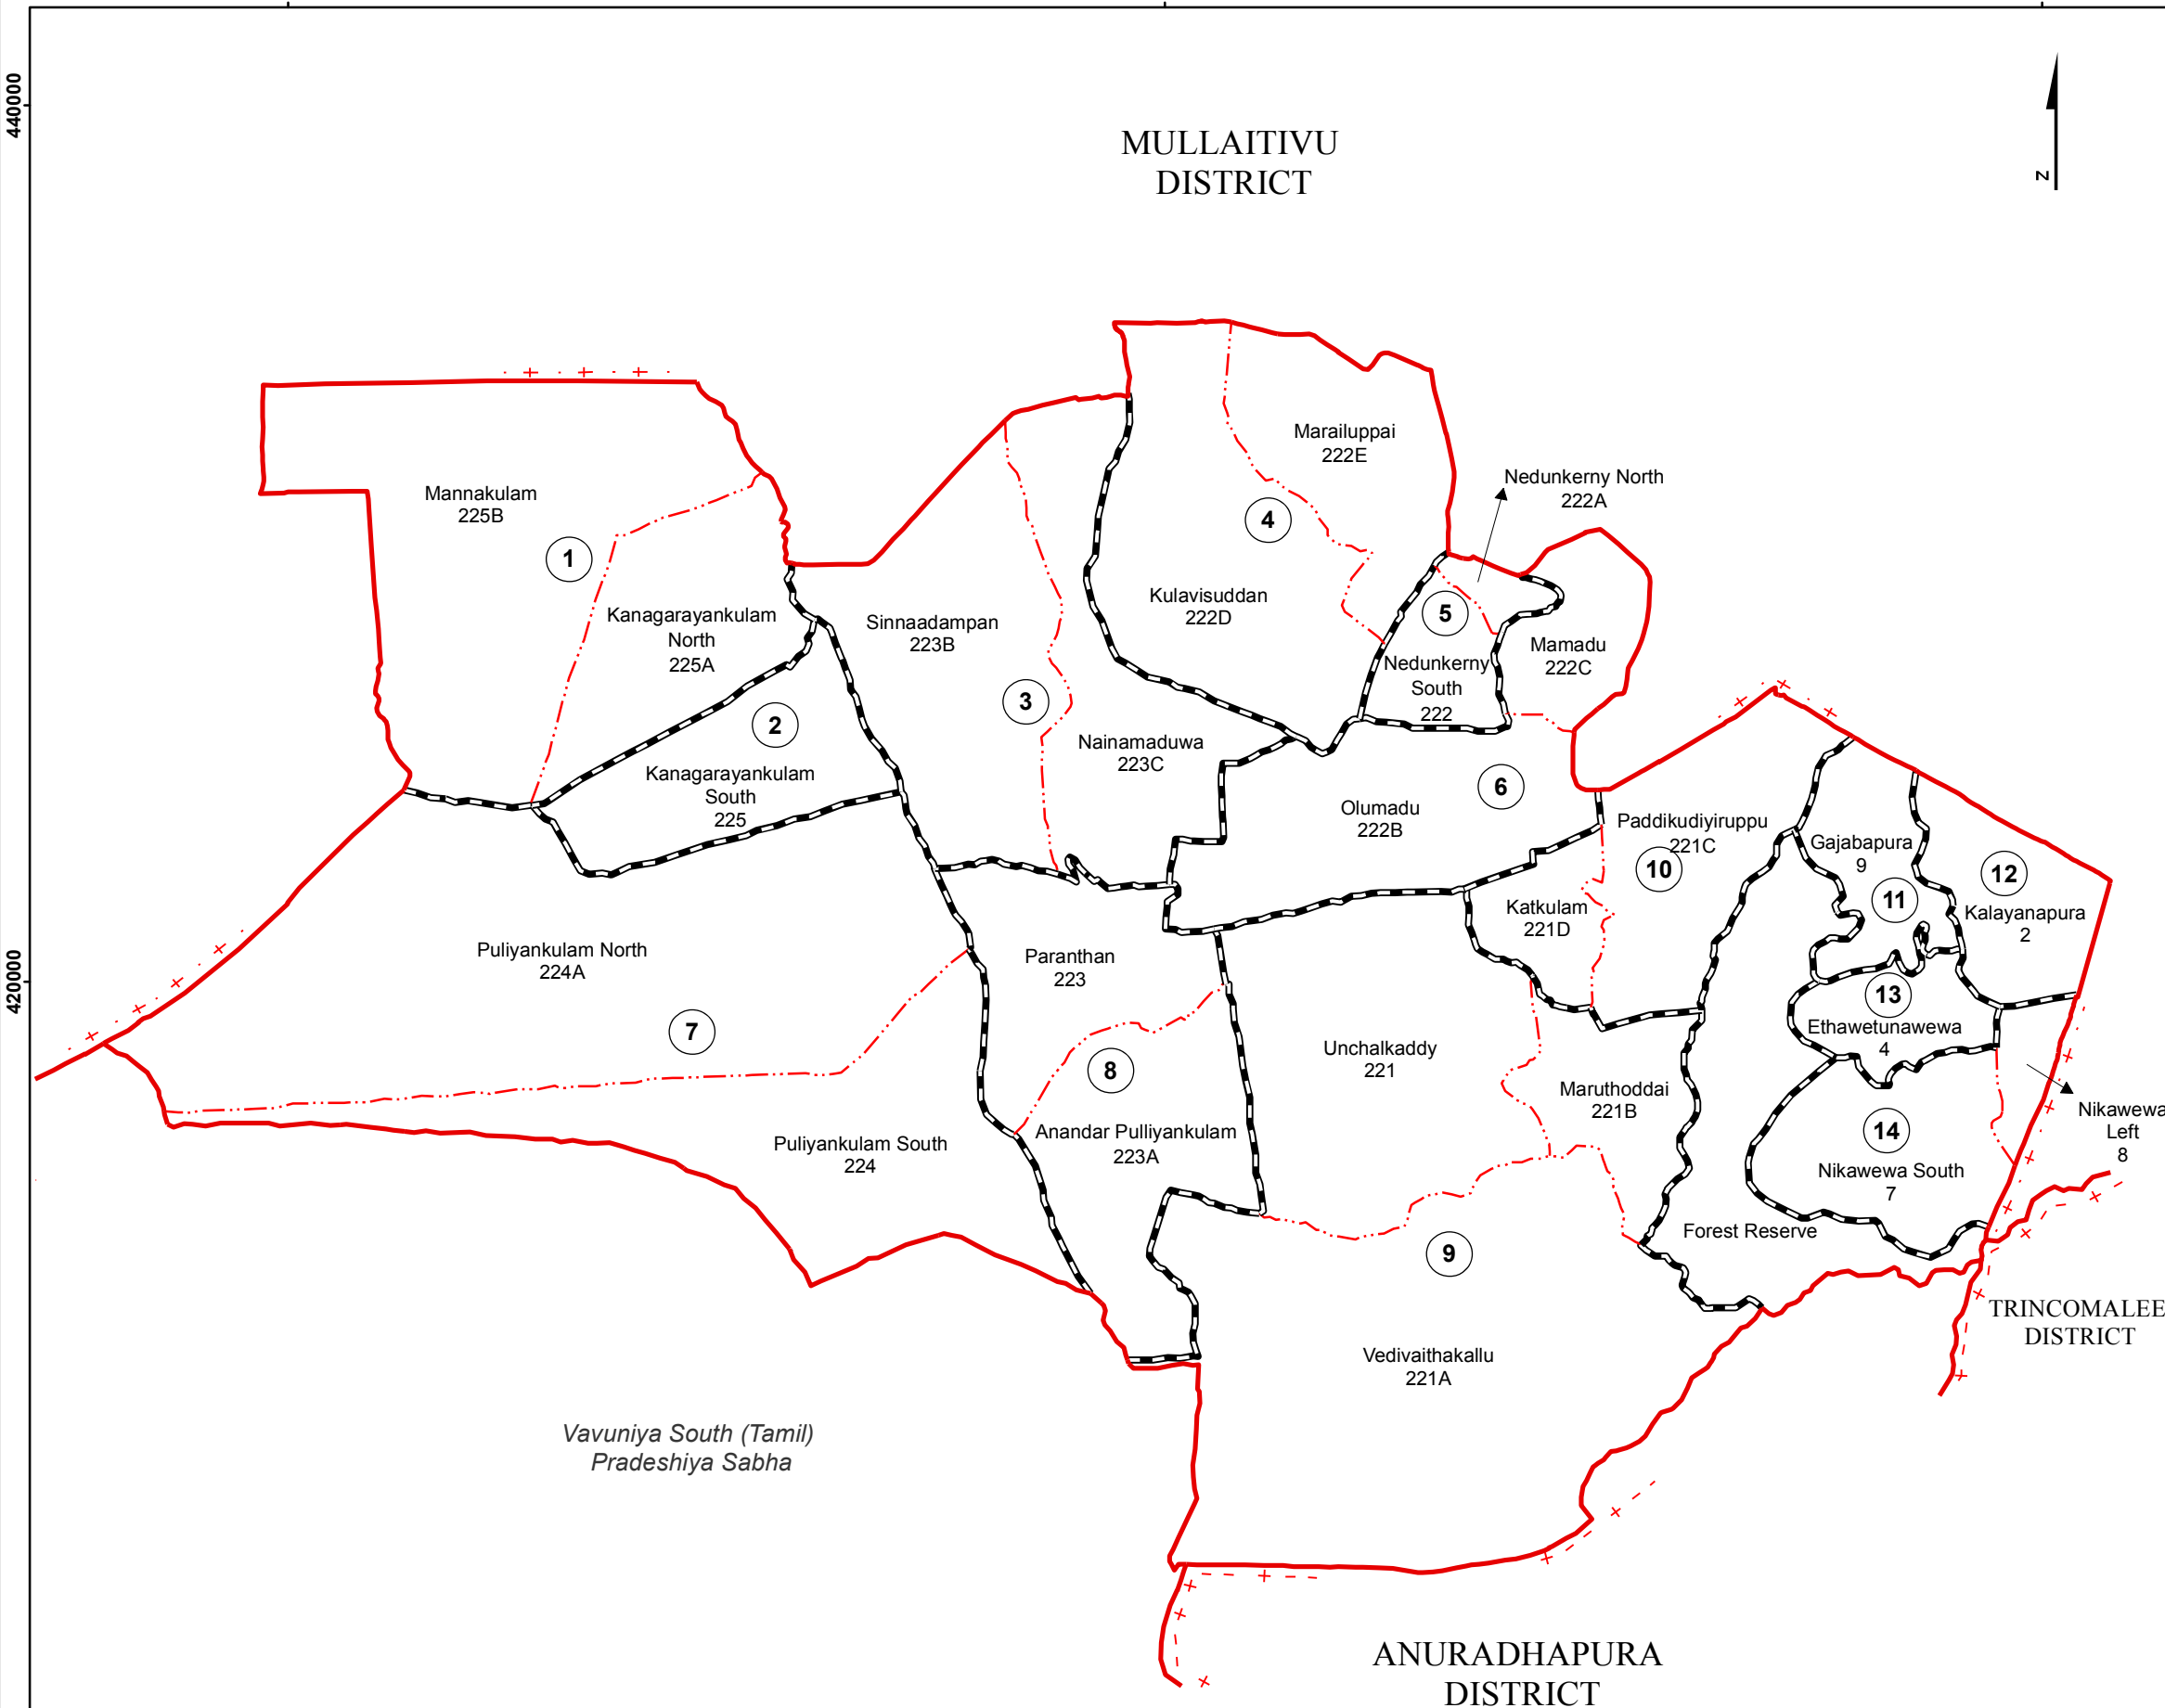 440000
420000
MULLAITIVU
DISTRICT
N
Marailuppai
222E
Nedunkerny North
222A
Mannakulam
225B
4
1
Kulavisuddan
222D
5
Kanagarayankulam
North
225A
Sinnaadampan
223B
Mamadu
222C
Nedunkerny
South
222
3
2
Nainamaduwa
223C
Kanagarayankulam
South
225
6
Olumadu
222B
Paddikudiyiruppu
221C
10
Gajabapura
9
11
12
Kalayanapura
2
Katkulam
221D
Puliyankulam North
224A
Paranthan
223
13
Ethawetunawewa
4
7
8
Unchalkaddy
221
Maruthoddai
221B
Nikawewa
Left
8
Anandar Pulliyankulam
223A
Puliyankulam South
224
14
Nikawewa South
7
Forest Reserve
9
TRINCOMALEE
DISTRICT
Vedivaithakallu
221A
Vavuniya South (Tamil)
Pradeshiya Sabha
ANURADHAPURA
DISTRICT